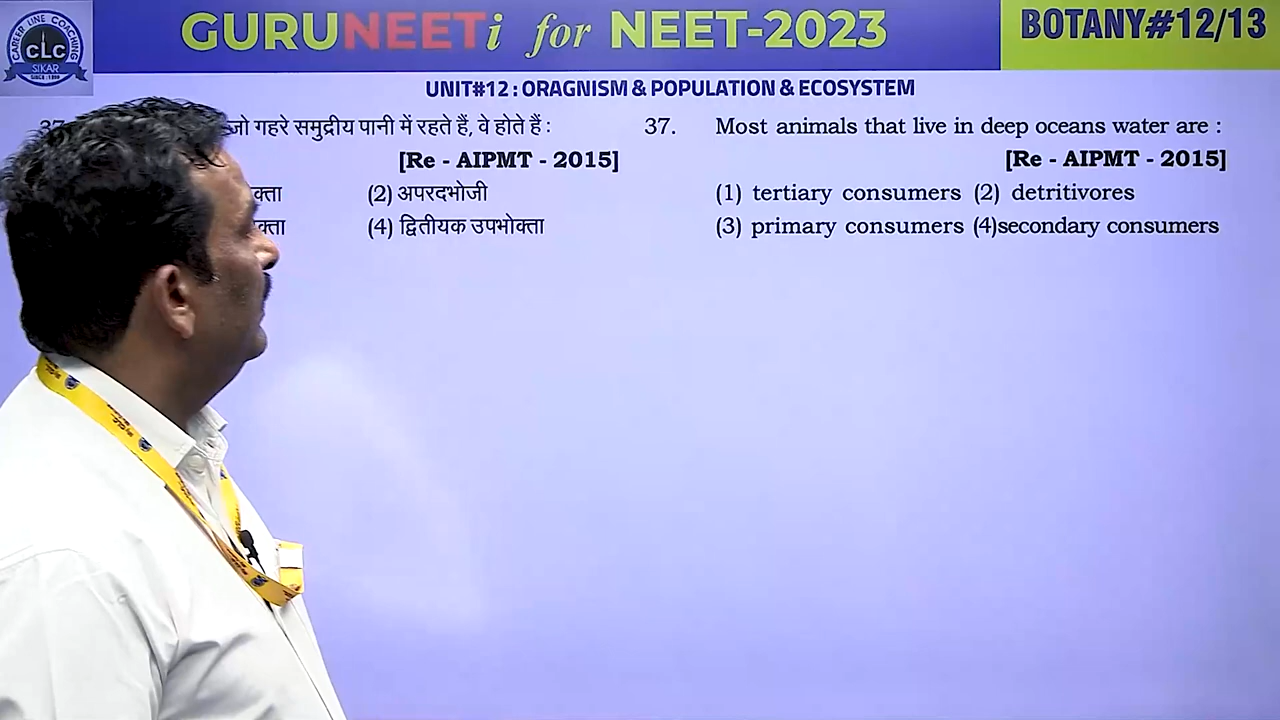 GURUNEETi for NEET-2023
BOTANY#12/13
CAREER LINE COACHING
CLC
SIKAR
SINCE : 1996
UNIT#12 : ORAGNISM & POPULATION & ECOSYSTEM
जो गहरे समुद्रीय पानी में रहते हैं, वे होते हैं :
[Re - AIPMT - 2015]
(2) अपरदभोजी
(4) द्वितीयक उपभोक्ता
37. Most animals that live in deep oceans water are :
[Re - AIPMT - 2015]
(1) tertiary consumers (2) detritivores
(3) primary consumers (4)secondary consumers